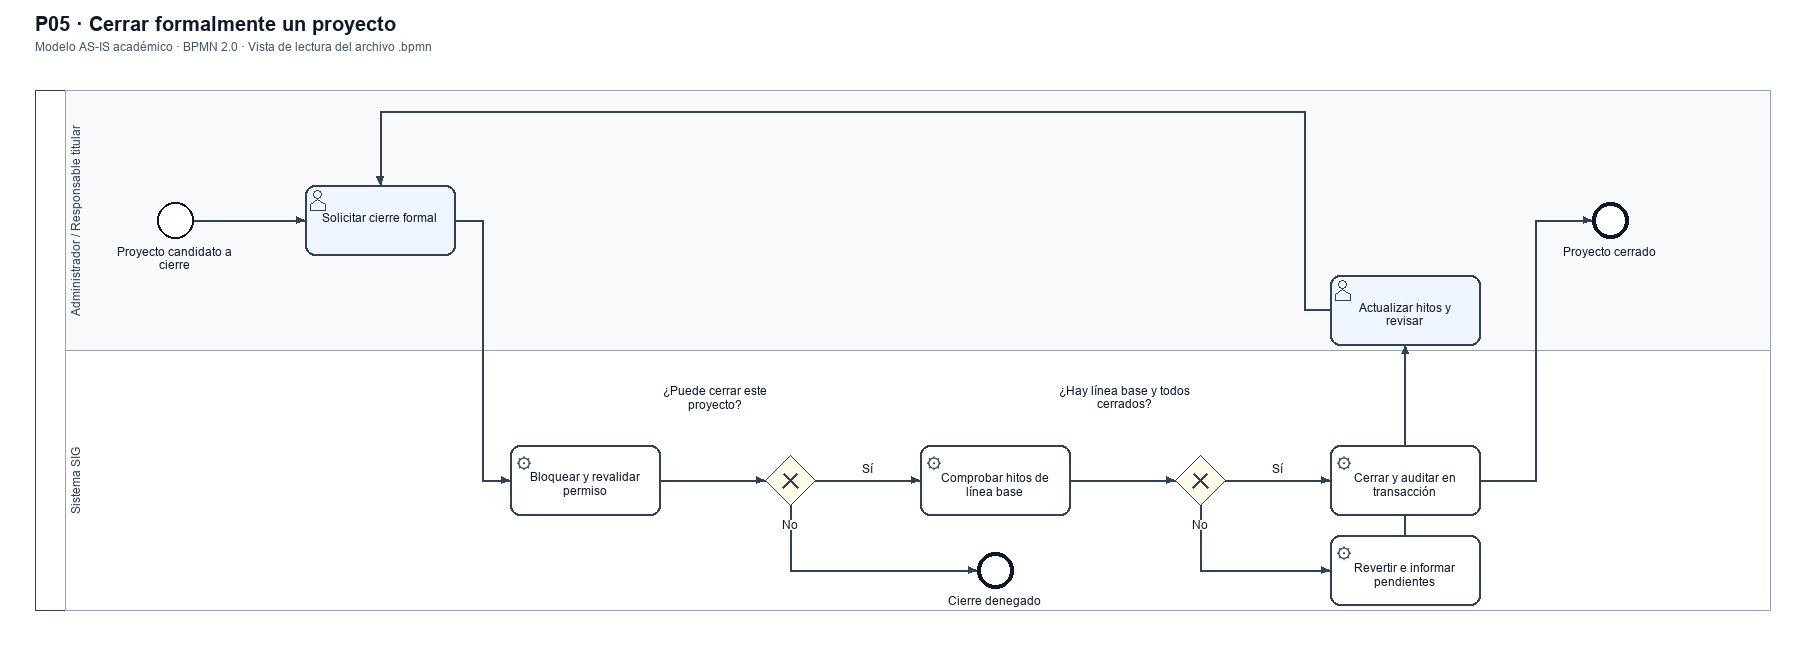 P05 · Cerrar formalmente un proyecto
Modelo AS-IS académico · BPMN 2.0 · Vista de lectura del archivo .bpmn
Administrador / Responsable titular
Solicitar cierre formal
Proyecto candidato a
cierre
Proyecto cerrado
Actualizar hitos y
revisar
Sistema SIG
¿Puede cerrar este
proyecto?
¿Hay línea base y todos
cerrados?
Bloquear y revalidar
permiso
Sí
Comprobar hitos de
línea base
Sí
Cerrar y auditar en
transacción
No
No
Revertir e informar
pendientes
Cierre denegado